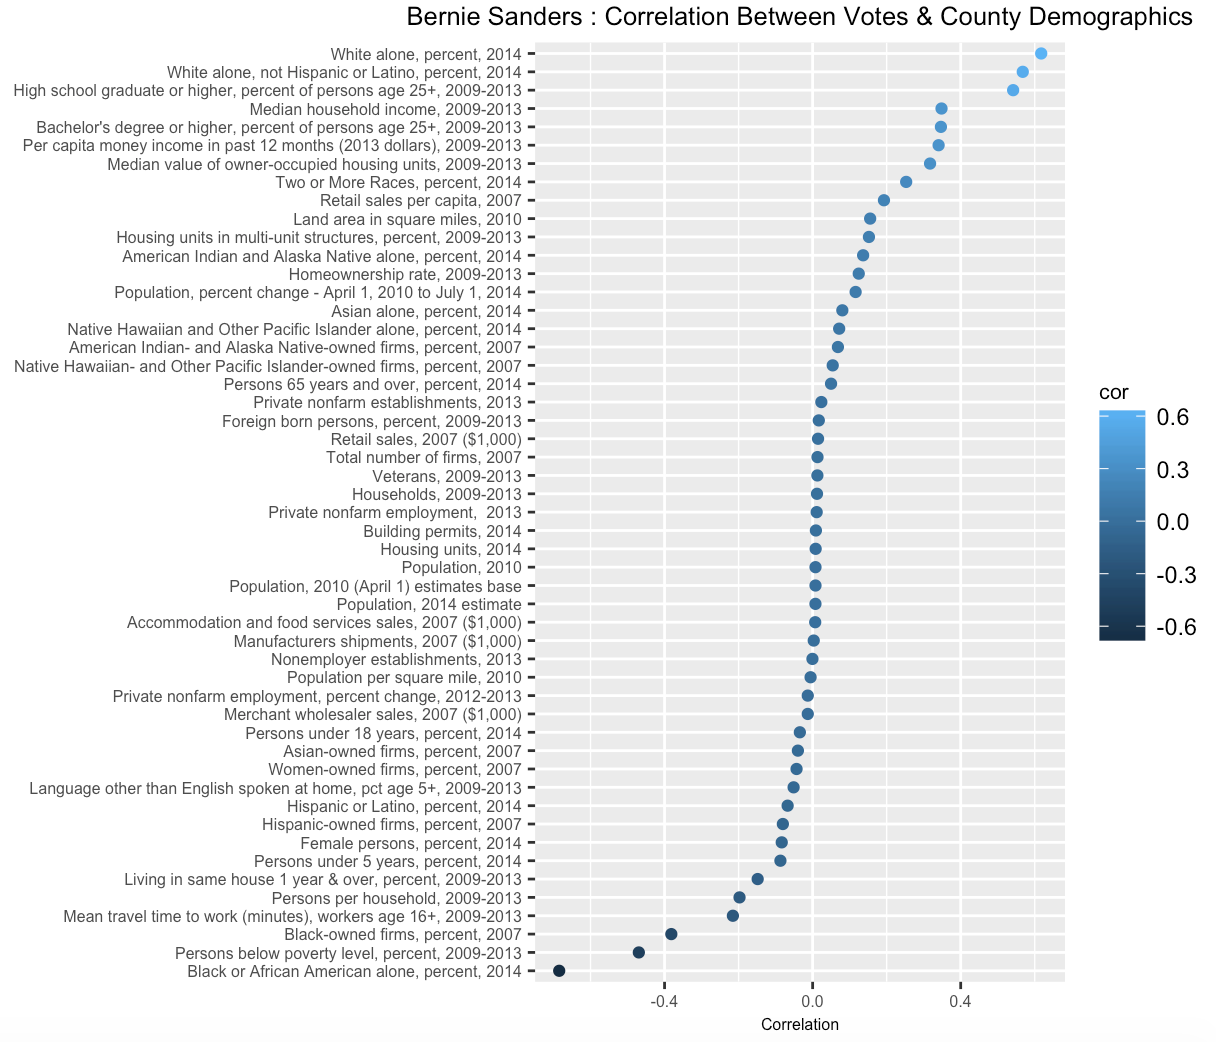 Bernie Sanders : Correlation Between Votes & County Demographics
White alone, percent, 2014
White alone, not Hispanic or Latino, percent, 2014
High school graduate or higher, percent of persons age 25+, 2009-2013
Median household income, 2009-2013
Bachelor's degree or higher, percent of persons age 25+, 2009-2013
Per capita money income in past 12 months (2013 dollars), 2009-2013
Median value of owner-occupied housing units, 2009-2013
Two or More Races, percent, 2014
Retail sales per capita, 2007
Land area in square miles, 2010
Housing units in multi-unit structures, percent, 2009-2013
American Indian and Alaska Native alone, percent, 2014
Homeownership rate, 2009-2013
Population, percent change - April 1, 2010 to July 1, 2014
Asian alone, percent, 2014
Native Hawaiian and Other Pacific Islander alone, percent, 2014
American Indian- and Alaska Native-owned firms, percent, 2007
Native Hawaiian- and Other Pacific Islander-owned firms, percent, 2007
Persons 65 years and over, percent, 2014
Private nonfarm establishments, 2013
Foreign born persons, percent, 2009-2013
Retail sales, 2007 ($1,000)
Total number of firms, 2007
Veterans, 2009-2013
Households, 2009-2013
Private nonfarm employment,  2013
Building permits, 2014
Housing units, 2014
Population, 2010
Population, 2010 (April 1) estimates base
Population, 2014 estimate
Accommodation and food services sales, 2007 ($1,000)
Manufacturers shipments, 2007 ($1,000)
Nonemployer establishments, 2013
Population per square mile, 2010
Private nonfarm employment, percent change, 2012-2013
Merchant wholesaler sales, 2007 ($1,000)
Persons under 18 years, percent, 2014
Asian-owned firms, percent, 2007
Women-owned firms, percent, 2007
Language other than English spoken at home, pct age 5+, 2009-2013
Hispanic or Latino, percent, 2014
Hispanic-owned firms, percent, 2007
Female persons, percent, 2014
Persons under 5 years, percent, 2014
Living in same house 1 year & over, percent, 2009-2013
Persons per household, 2009-2013
Mean travel time to work (minutes), workers age 16+, 2009-2013
Black-owned firms, percent, 2007
Persons below poverty level, percent, 2009-2013
Black or African American alone, percent, 2014
-0.4 0.0 0.4
Correlation
cor
0.6
0.3
0.0
-0.3
-0.6